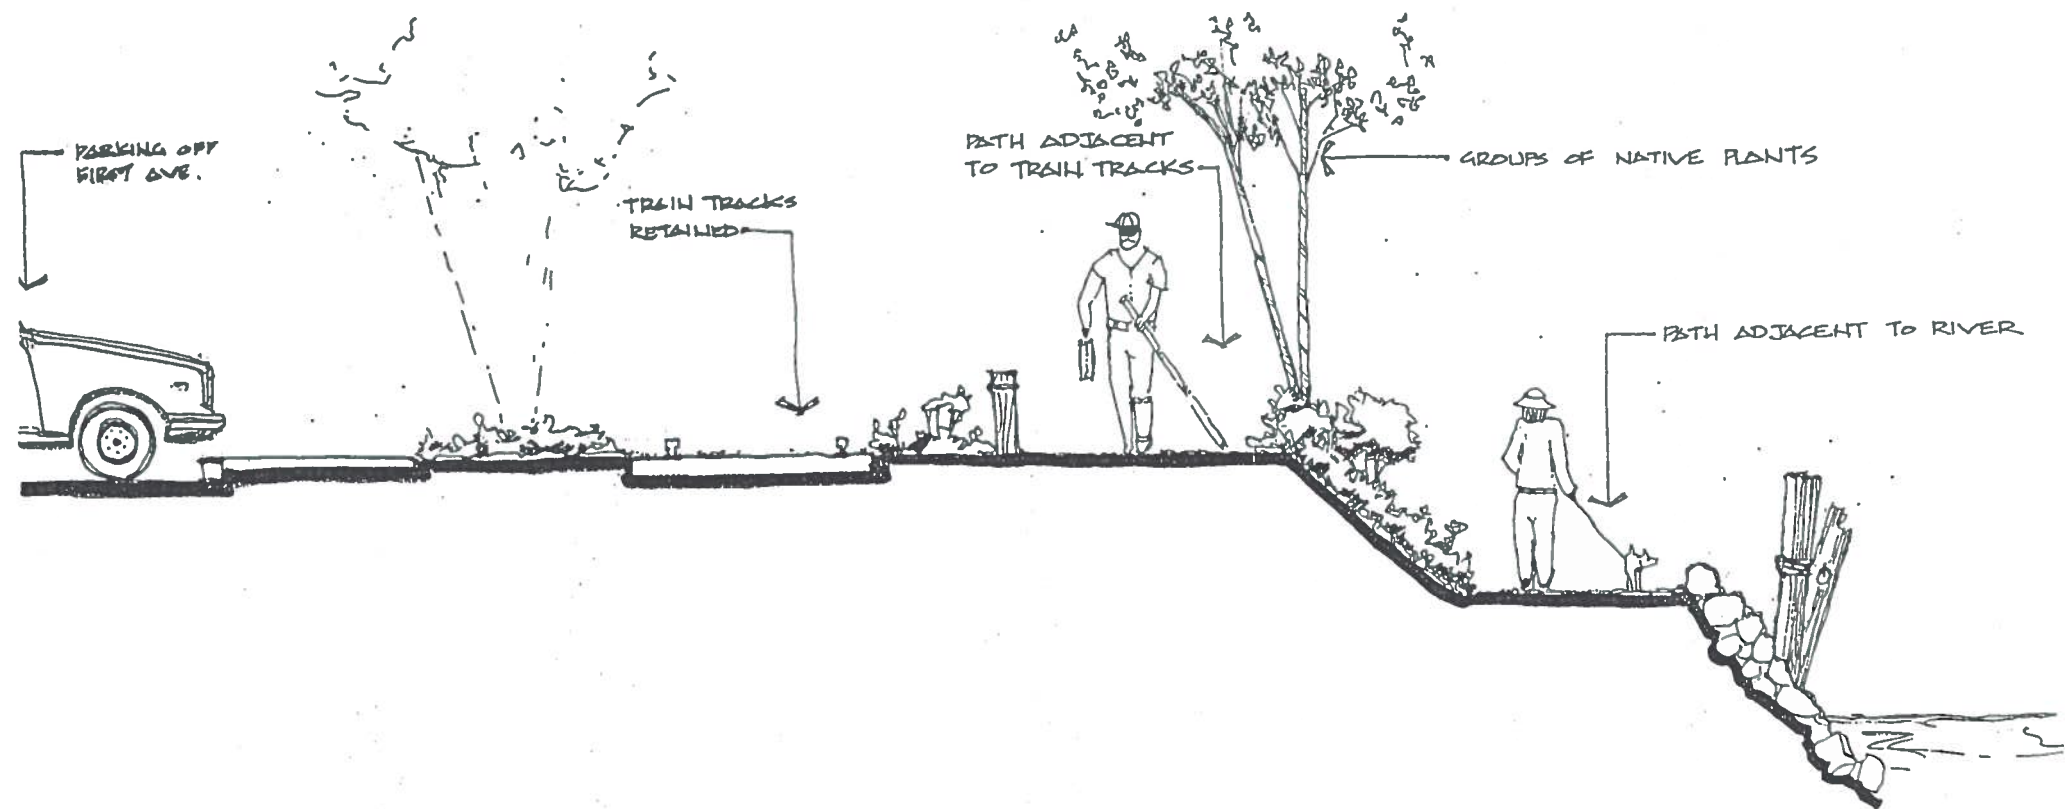 PARKING OFF
FIRST AVE.
TRAIN TRACKS
RETAINED
PATH ADJACENT
TO TRAIN TRACKS
GROUPS OF NATIVE PLANTS
PATH ADJACENT TO RIVER